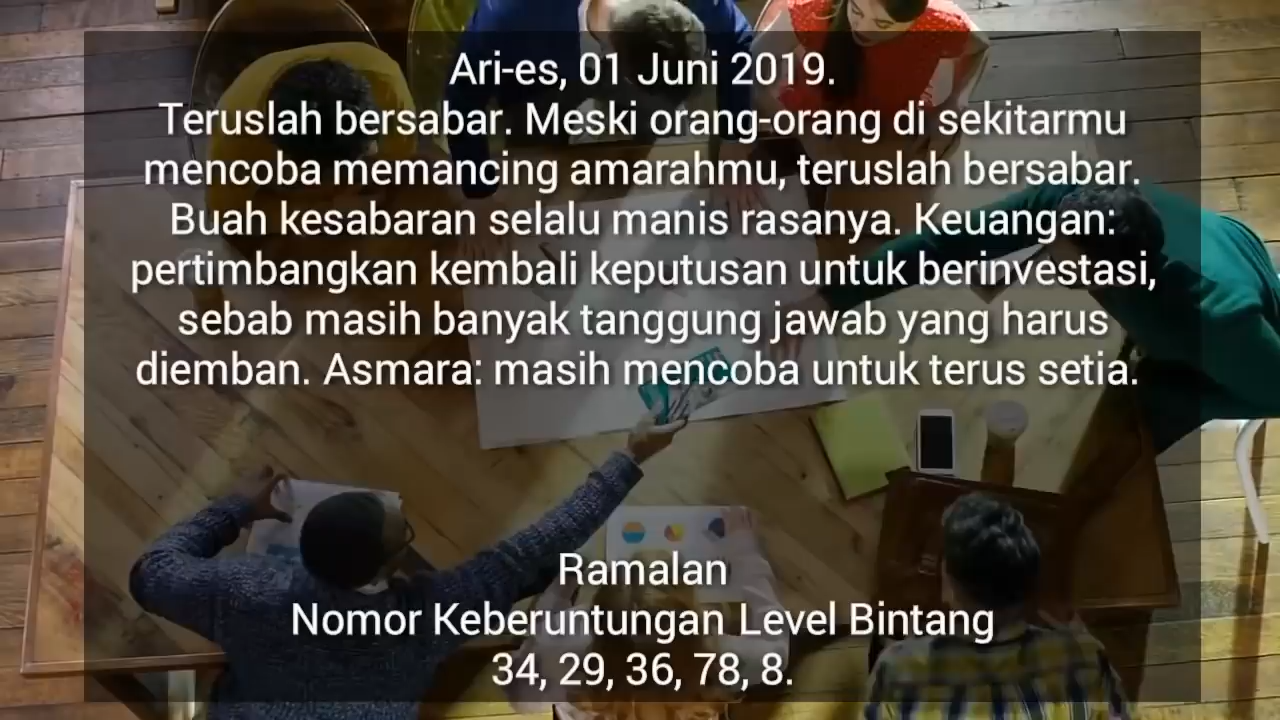 Ari-es, 01 Juni 2019.
Teruslah bersabar. Meski orang-orang di sekitarmu
mencoba memancing amarahmu, teruslah bersabar.
Buah kesabaran selalu manis rasanya. Keuangan:
pertimbangkan kembali keputusan untuk berinvestasi,
sebab masih banyak tanggung jawab yang harus
diemban. Asmara: masih mencoba untuk terus setia.
Ramalan
Nomor Keberuntungan Level Bintang
34, 29, 36, 78, 8.